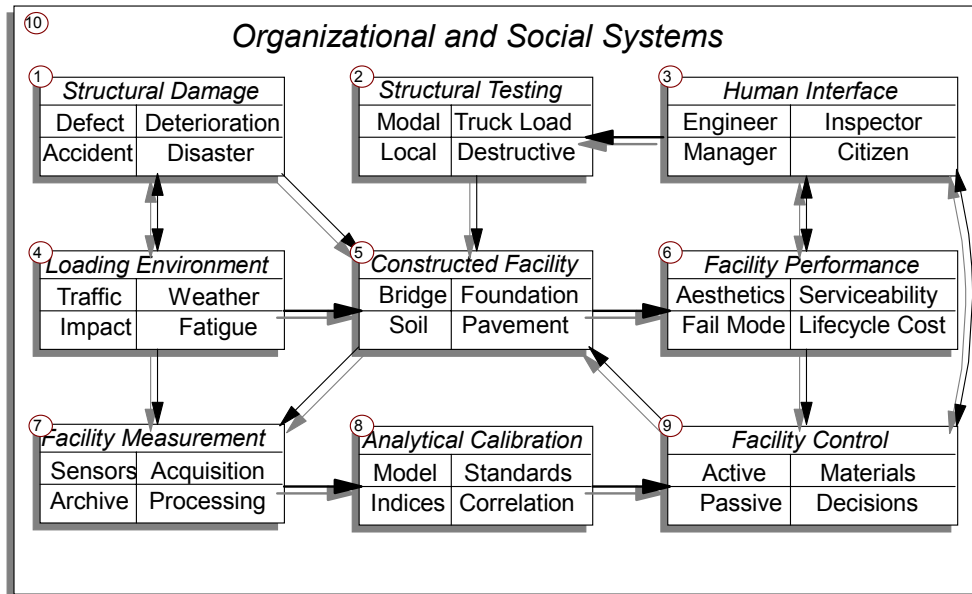 10
Organizational and Social Systems
1
Structural Damage
Defect Deterioration
Accident Disaster
2
Structural Testing
Modal Truck Load
Local Destructive
3
Human Interface
Engineer Inspector
Manager Citizen
4
Loading Environment
Traffic Weather
Impact Fatigue
5
Constructed Facility
Bridge Foundation
Soil Pavement
6
Facility Performance
Aesthetics Serviceability
Fail Mode Lifecycle Cost
7
Facility Measurement
Sensors Acquisition
Archive Processing
8
Analytical Calibration
Model Standards
Indices Correlation
9
Facility Control
Active Materials
Passive Decisions